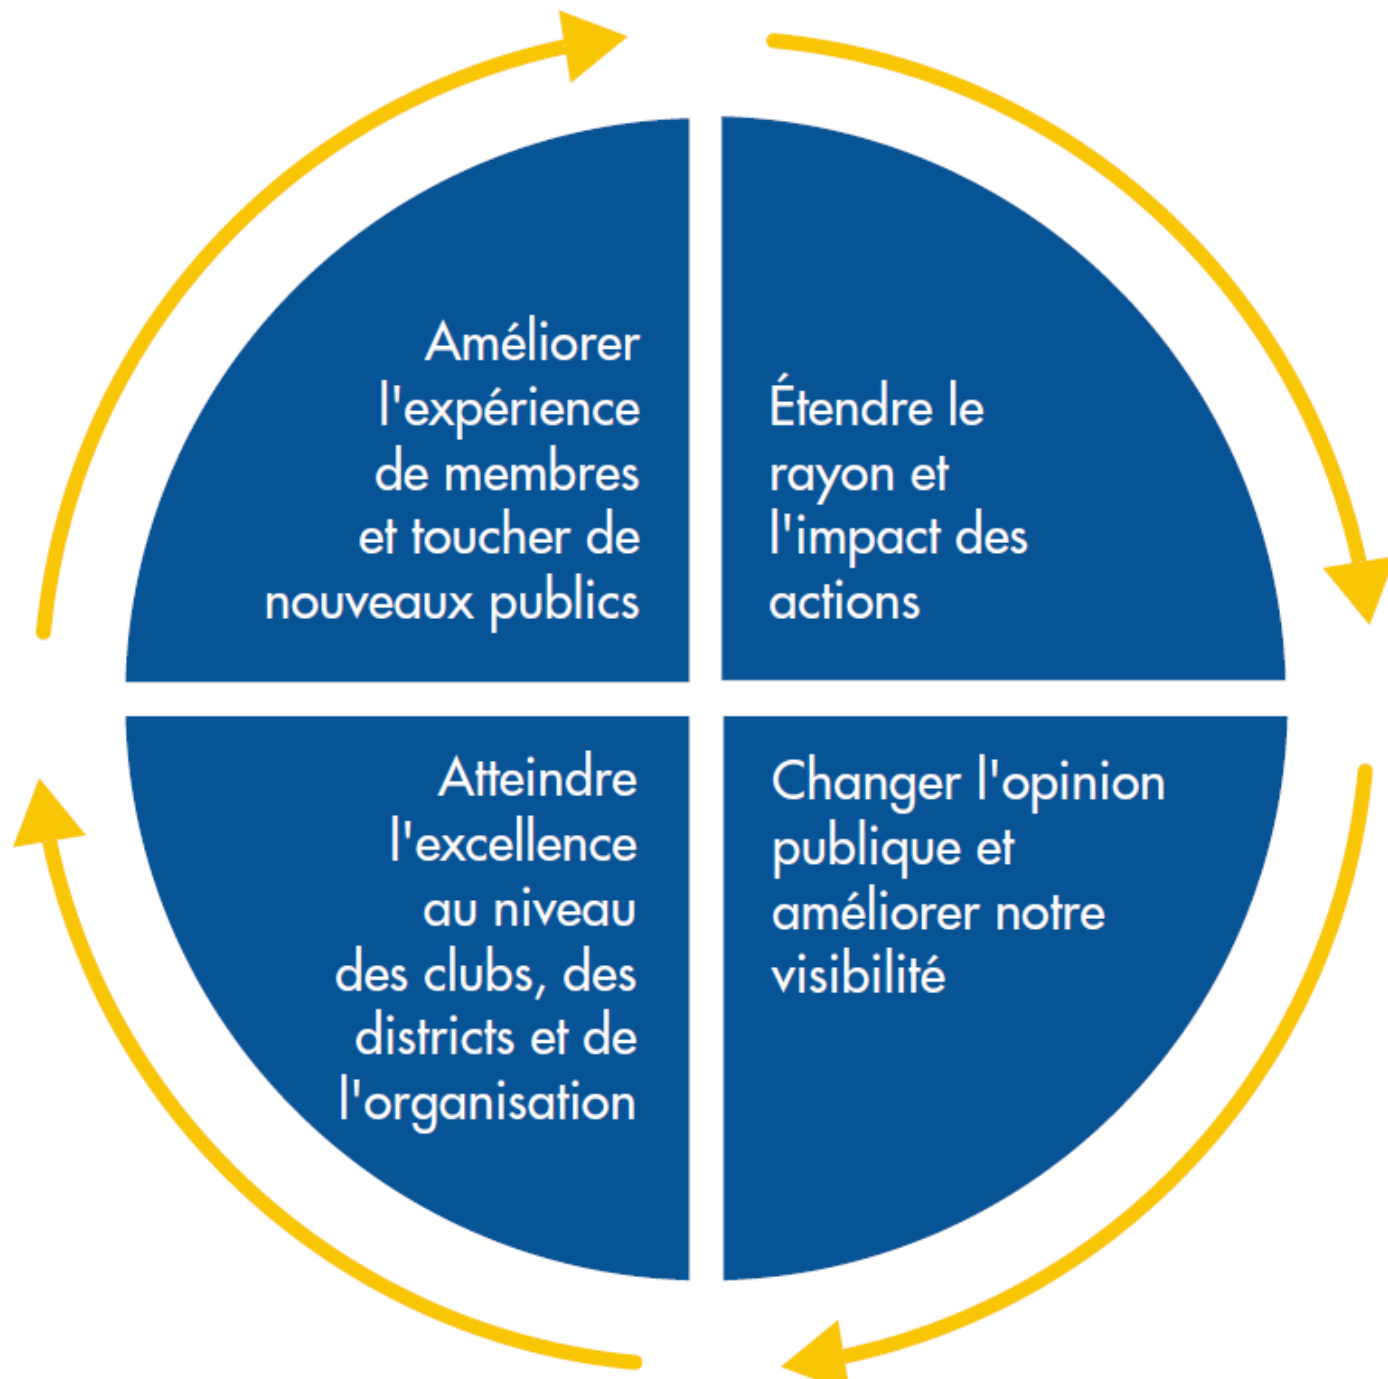 Améliorer
l'expérience
de membres
et toucher de
nouveaux publics
Étendre le
rayon et
l'impact des
actions
Atteindre
l'excellence
au niveau
des clubs, des
districts et de
l'organisation
Changer l'opinion
publique et
améliorer notre
visibilité